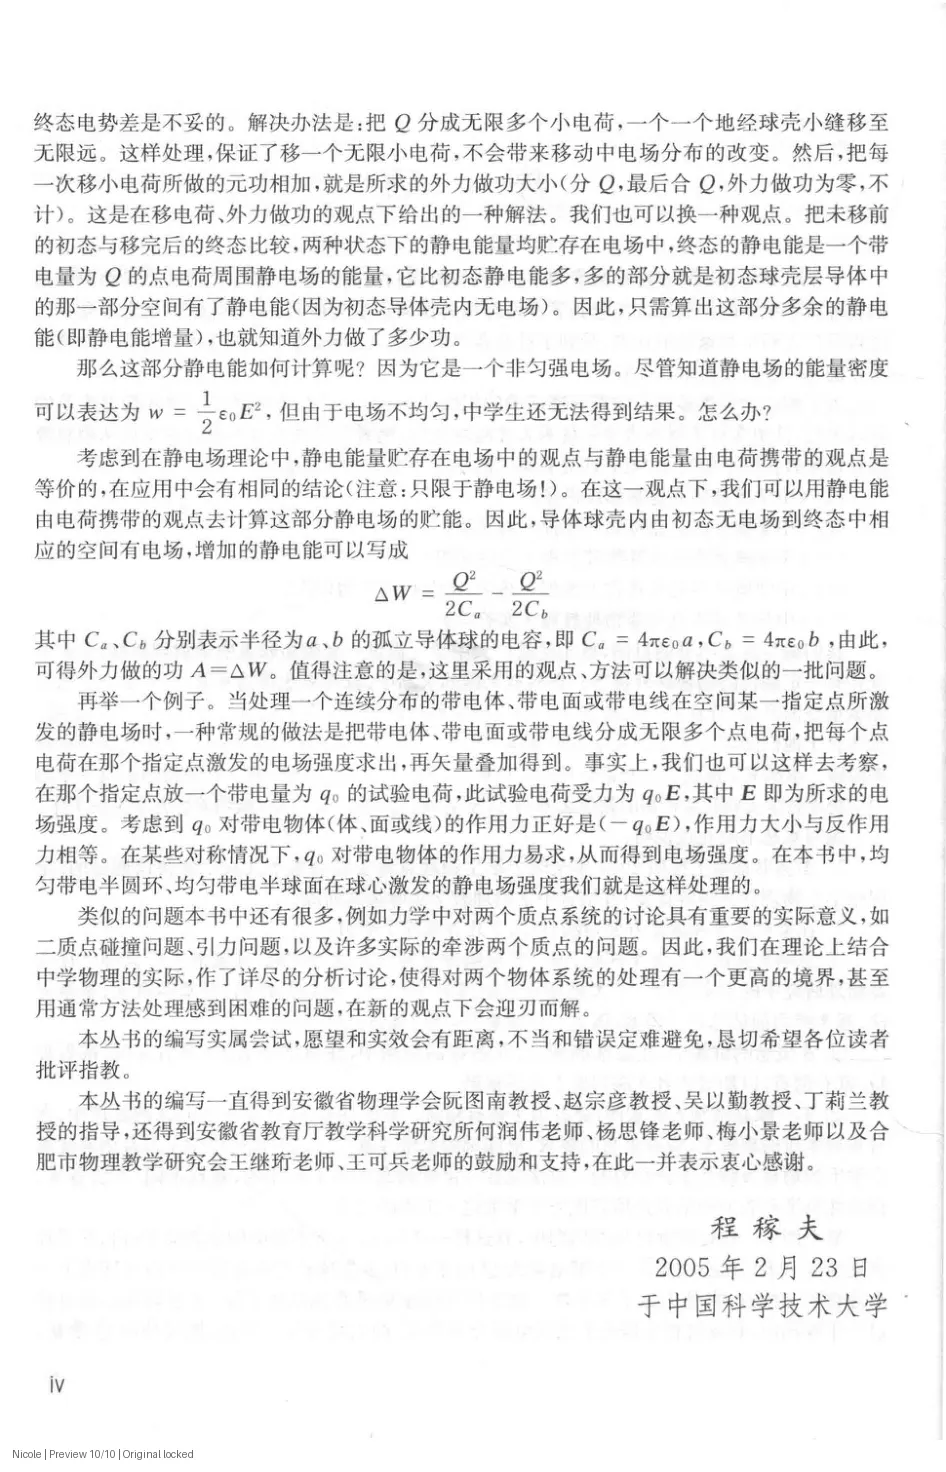 终态电势差是不妥的。解决办法是:把 Q 分成无限多个小电荷,一个一个地经球壳小缝移至
无限远。这样处理,保证了移一个无限小电荷,不会带来移动中电场分布的改变。然后,把每
一次移小电荷所做的元功相加,就是所求的外力做功大小(分 Q,最后合 Q,外力做功为零,不
计)。这是在移电荷、外力做功的观点下给出的一种解法。我们也可以换一种观点。把未移前
的初态与移完后的终态比较,两种状态下的静电能量均贮存在电场中,终态的静电能是一个带
电量为 Q 的点电荷周围静电场的能量,它比初态静电能多,多的部分就是初态球壳层导体中
的那一部分空间有了静电能(因为初态导体壳内无电场)。因此,只需算出这部分多余的静电
能(即静电能增量),也就知道外力做了多少功。
那么这部分静电能如何计算呢? 因为它是一个非匀强电场。尽管知道静电场的能量密度
可以表达为 w = 1/2 ε₀E²,但由于电场不均匀,中学生还无法得到结果。怎么办?
考虑到在静电场理论中,静电能量贮存在电场中的观点与静电能量由电荷携带的观点是
等价的,在应用中会有相同的结论(注意:只限于静电场!)。在这一观点下,我们可以用静电能
由电荷携带的观点去计算这部分静电场的贮能。因此,导体球壳内由初态无电场到终态中相
应的空间有电场,增加的静电能可以写成
△W = Q²/2Cₐ − Q²/2C_b
其中 Cₐ、C_b 分别表示半径为 a、b 的孤立导体球的电容,即 Cₐ = 4πε₀a,C_b = 4πε₀b,由此,
可得外力做的功 A=△W。值得注意的是,这里采用的观点、方法可以解决类似的一批问题。
再举一个例子。当处理一个连续分布的带电体、带电面或带电线在空间某一指定点所激
发的静电场时,一种常规的做法是把带电体、带电面或带电线分成无限多个点电荷,把每个点
电荷在那个指定点激发的电场强度求出,再矢量叠加得到。事实上,我们也可以这样去考察,
在那个指定点放一个带电量为 q₀ 的试验电荷,此试验电荷受力为 q₀E,其中 E 即为所求的电
场强度。考虑到 q₀ 对带电物体(体、面或线)的作用力正好是(−q₀E),作用力大小与反作用
力相等。在某些对称情况下,q₀ 对带电物体的作用力易求,从而得到电场强度。在本书中,均
匀带电半圆环、均匀带电半球面在球心激发的静电场强度我们就是这样处理的。
类似的问题本书中还有很多,例如力学中对两个质点系统的讨论具有重要的实际意义,如
二质点碰撞问题、引力问题,以及许多实际的牵涉两个质点的问题。因此,我们在理论上结合
中学物理的实际,作了详尽的分析讨论,使得对两个物体系统的处理有一个更高的境界,甚至
用通常方法处理感到困难的问题,在新的观点下会迎刃而解。
本丛书的编写实属尝试,愿望和实效会有距离,不当和错误定难避免,恳切希望各位读者
批评指教。
本丛书的编写一直得到安徽省物理学会阮图南教授、赵宗彦教授、吴以勤教授、丁莉兰教
授的指导,还得到安徽省教育厅教学科学研究所何润伟老师、杨思锋老师、梅小景老师以及合
肥市物理教学研究会王继珩老师、王可兵老师的鼓励和支持,在此一并表示衷心感谢。
程稼夫
2005 年 2 月 23 日
于中国科学技术大学
iv
Nicole | Preview 10/10 | Original locked